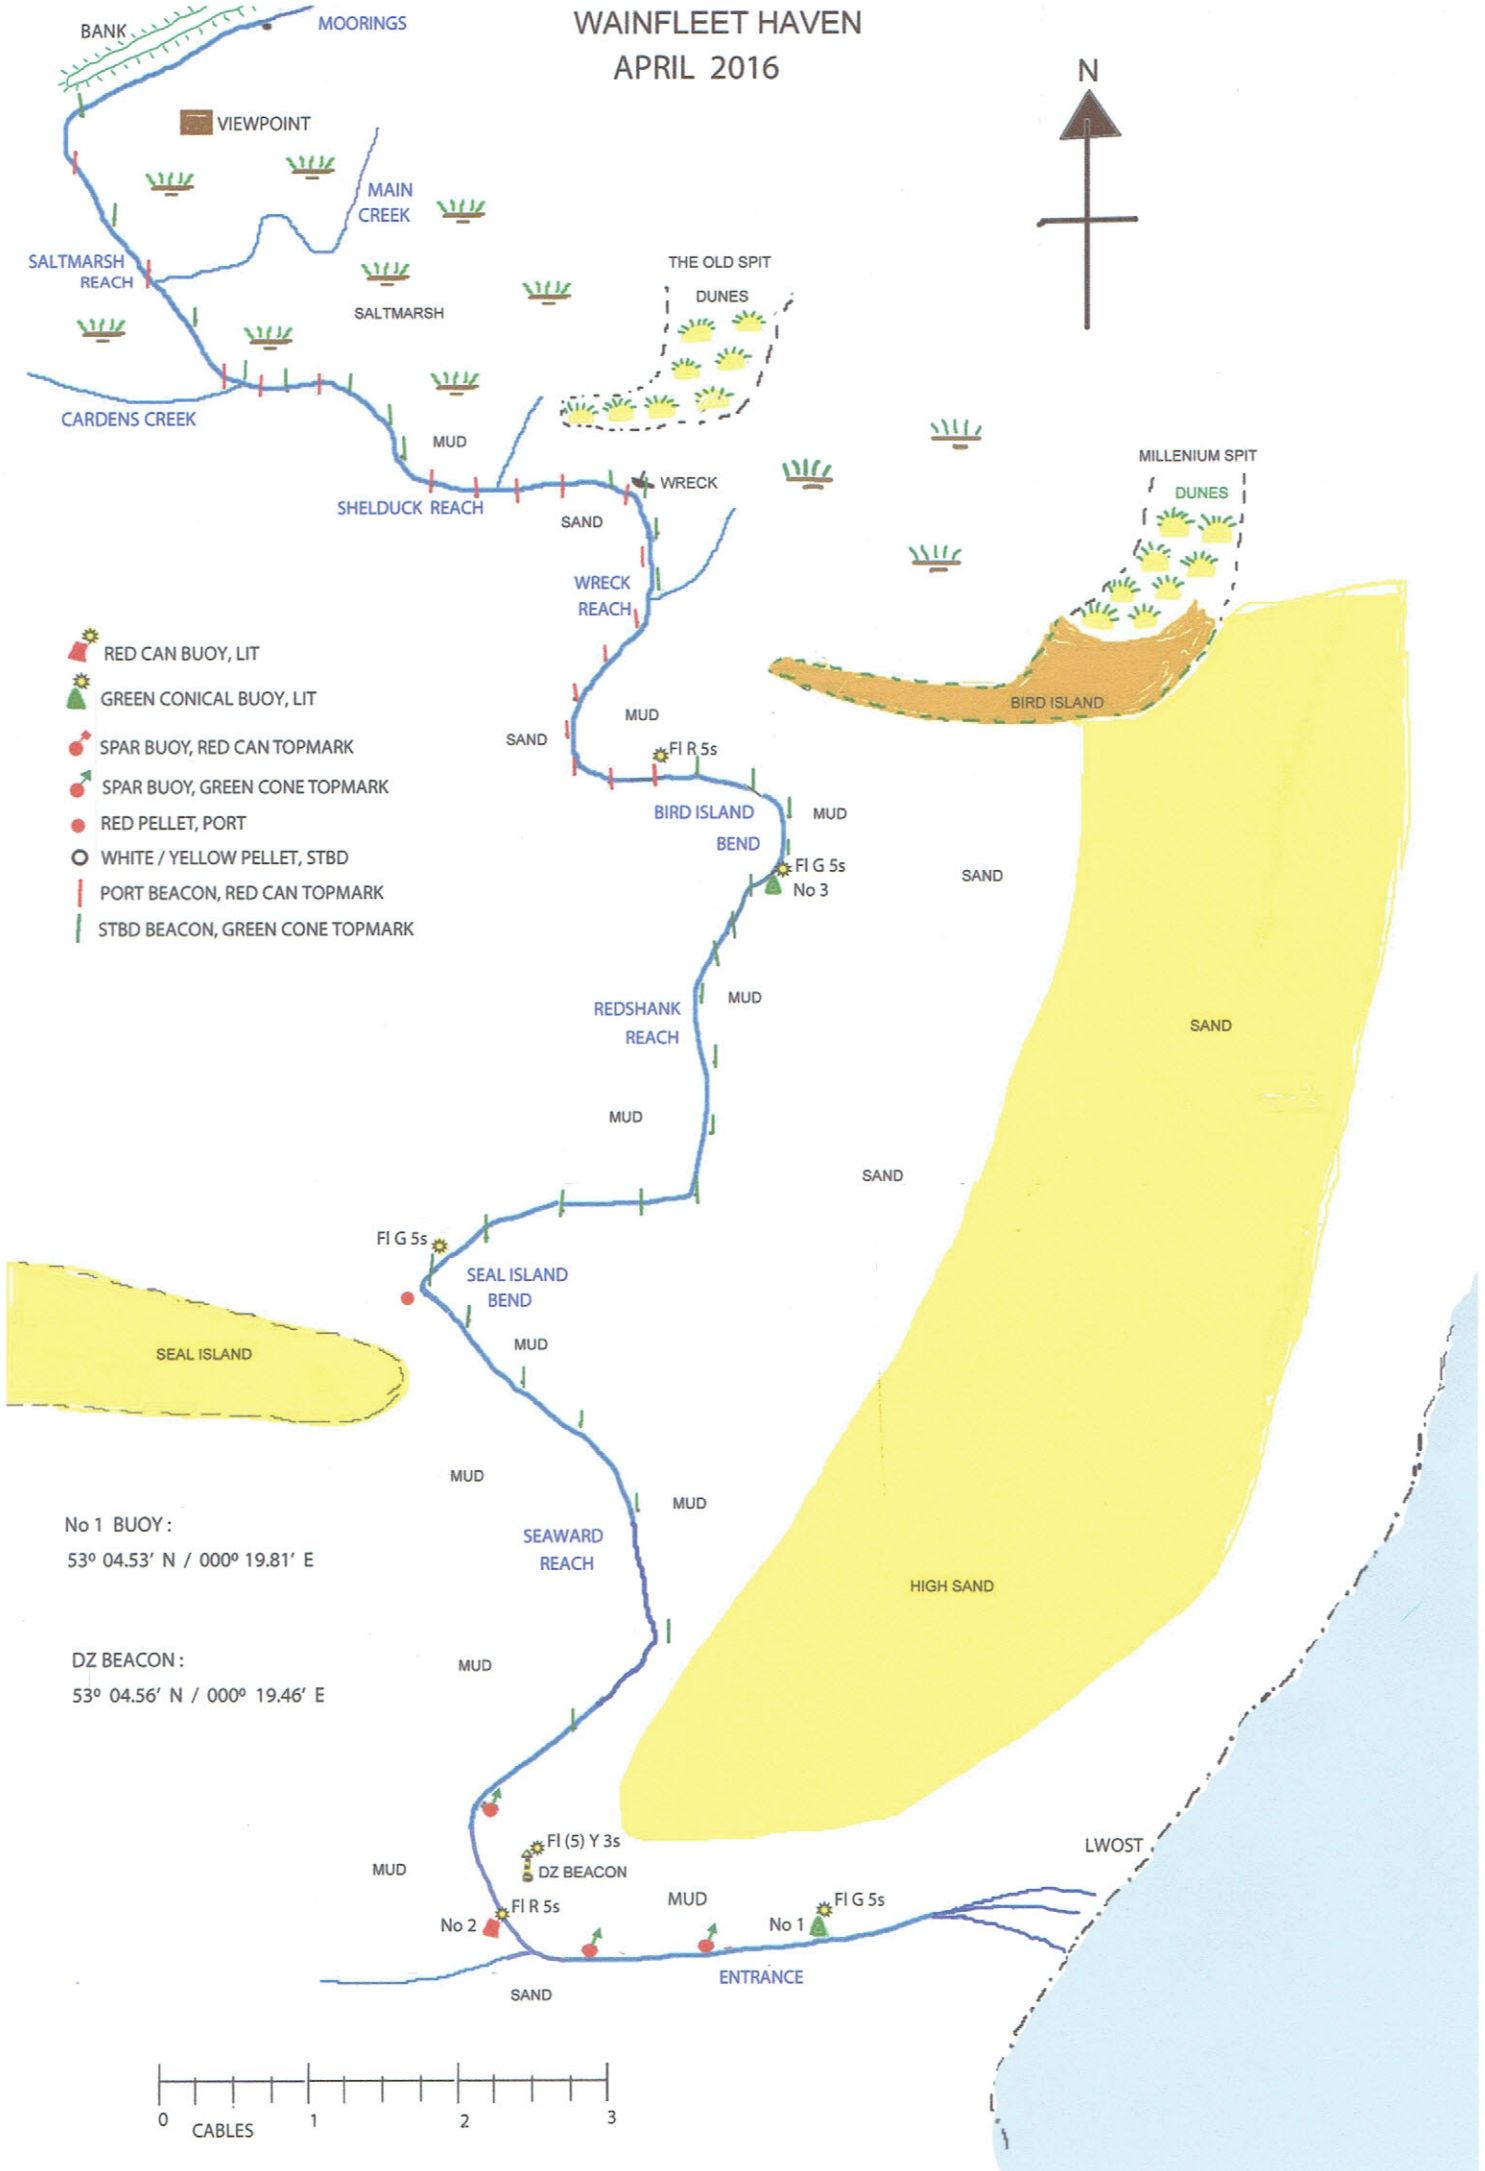 WAINFLEET HAVEN
APRIL 2016
BANK
MOORINGS
N
VIEWPOINT
MAIN
CREEK
SALTMARSH
REACH
THE OLD SPIT
DUNES
SALTMARSH
CARDENS CREEK
MUD
MILLENIUM SPIT
DUNES
WRECK
SHELDUCK REACH
SAND
WRECK
REACH
RED CAN BUOY, LIT
GREEN CONICAL BUOY, LIT
SPAR BUOY, RED CAN TOPMARK
SPAR BUOY, GREEN CONE TOPMARK
RED PELLET, PORT
WHITE / YELLOW PELLET, STBD
PORT BEACON, RED CAN TOPMARK
STBD BEACON, GREEN CONE TOPMARK
BIRD ISLAND
MUD
SAND
Fl R 5s
BIRD ISLAND
BEND
MUD
Fl G 5s
No 3
SAND
MUD
REDSHANK
REACH
SAND
MUD
SAND
Fl G 5s
SEAL ISLAND
BEND
MUD
SEAL ISLAND
MUD
MUD
No 1 BUOY :
53º 04.53' N / 000º 19.81' E
SEAWARD
REACH
HIGH SAND
DZ BEACON :
53º 04.56' N / 000º 19.46' E
MUD
Fl (5) Y 3s
DZ BEACON
LWOST
MUD
Fl R 5s
No 2
MUD
Fl G 5s
No 1
ENTRANCE
SAND
0 1 2 3
CABLES